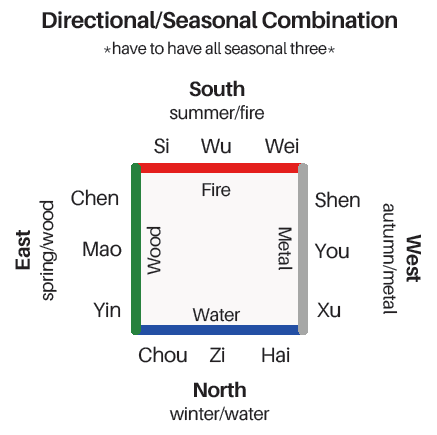 Directional/Seasonal Combination
*have to have all seasonal three*
South
summer/fire
Si Wu Wei
Fire
Chen
Mao
Yin
East
spring/wood
Wood
Metal
Shen
You
Xu
West
autumn/metal
Water
Chou Zi Hai
North
winter/water